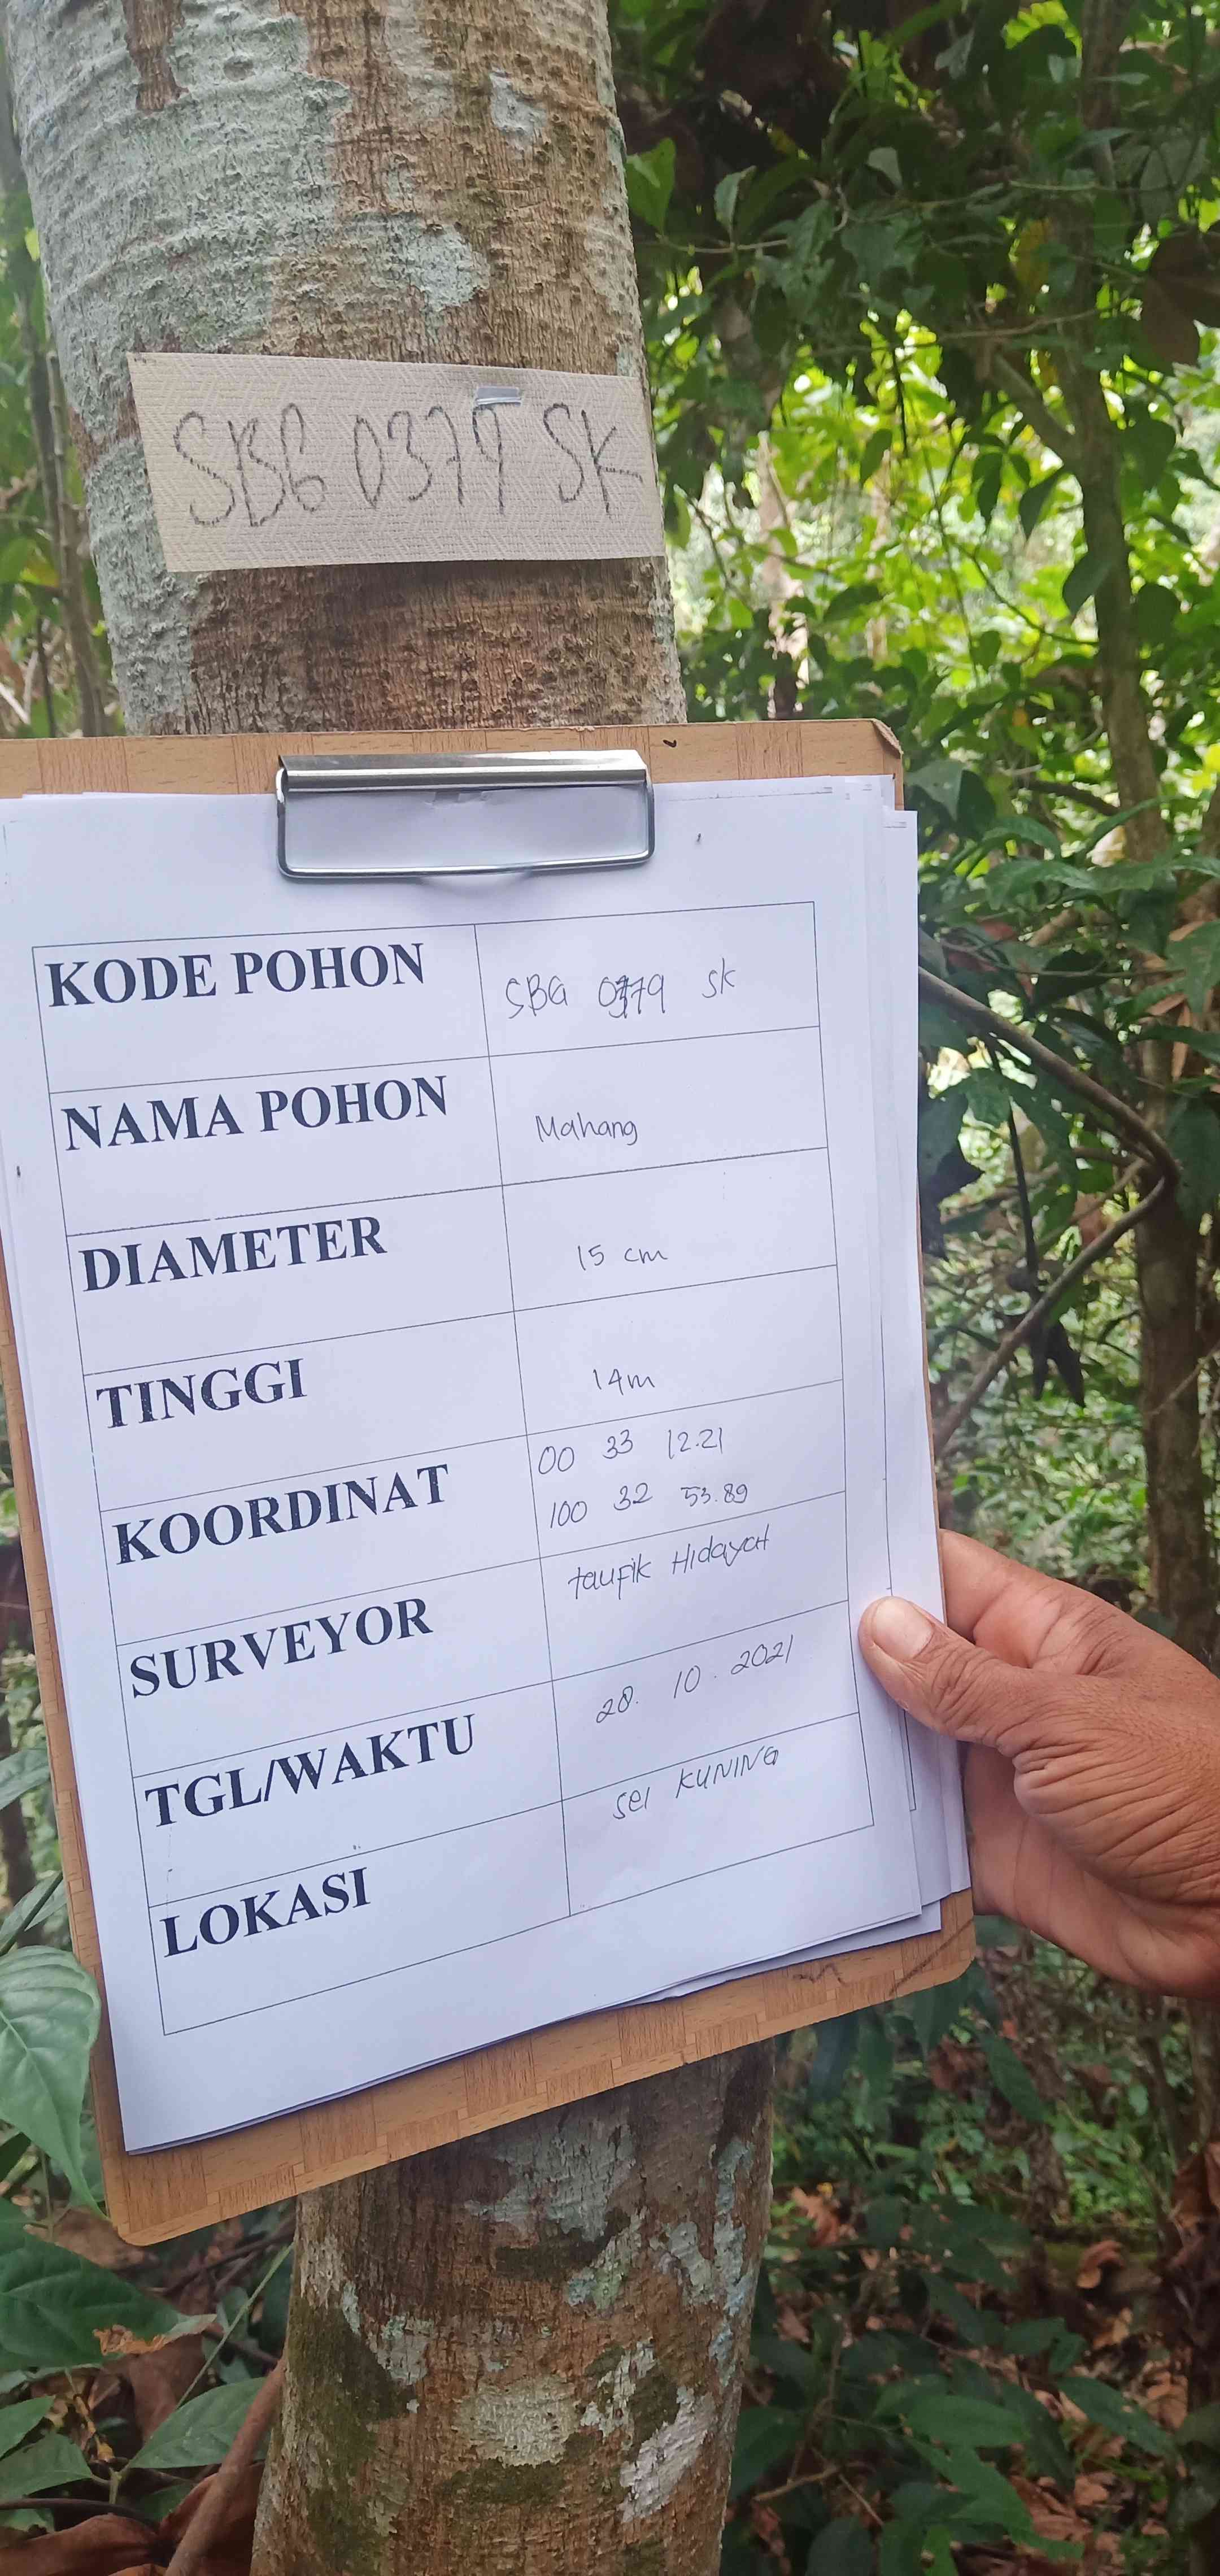 SBG 0379 SK
KODE POHON SBG 0379 SK
NAMA POHON Mahang
DIAMETER 15 cm
TINGGI 14m
KOORDINAT 00 33 12.21
100 32 53.89
SURVEYOR taufik Hidayat
TGL/WAKTU 28. 10. 2021
LOKASI sei KUNING